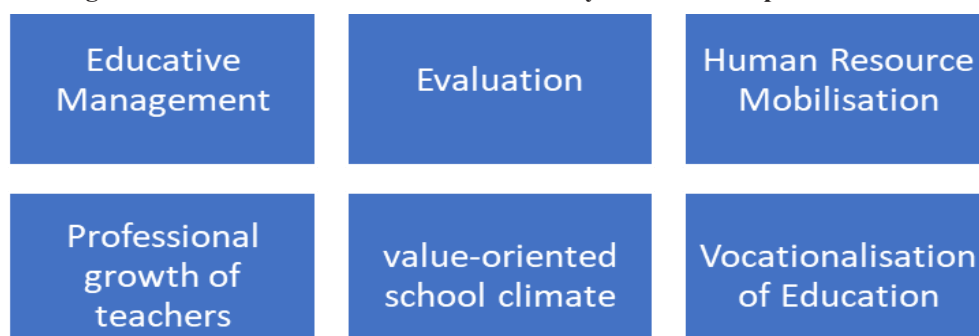 Educative
Management
Evaluation
Human Resource
Mobilisation
Professional
growth of
teachers
value-oriented
school climate
Vocationalisation
of Education